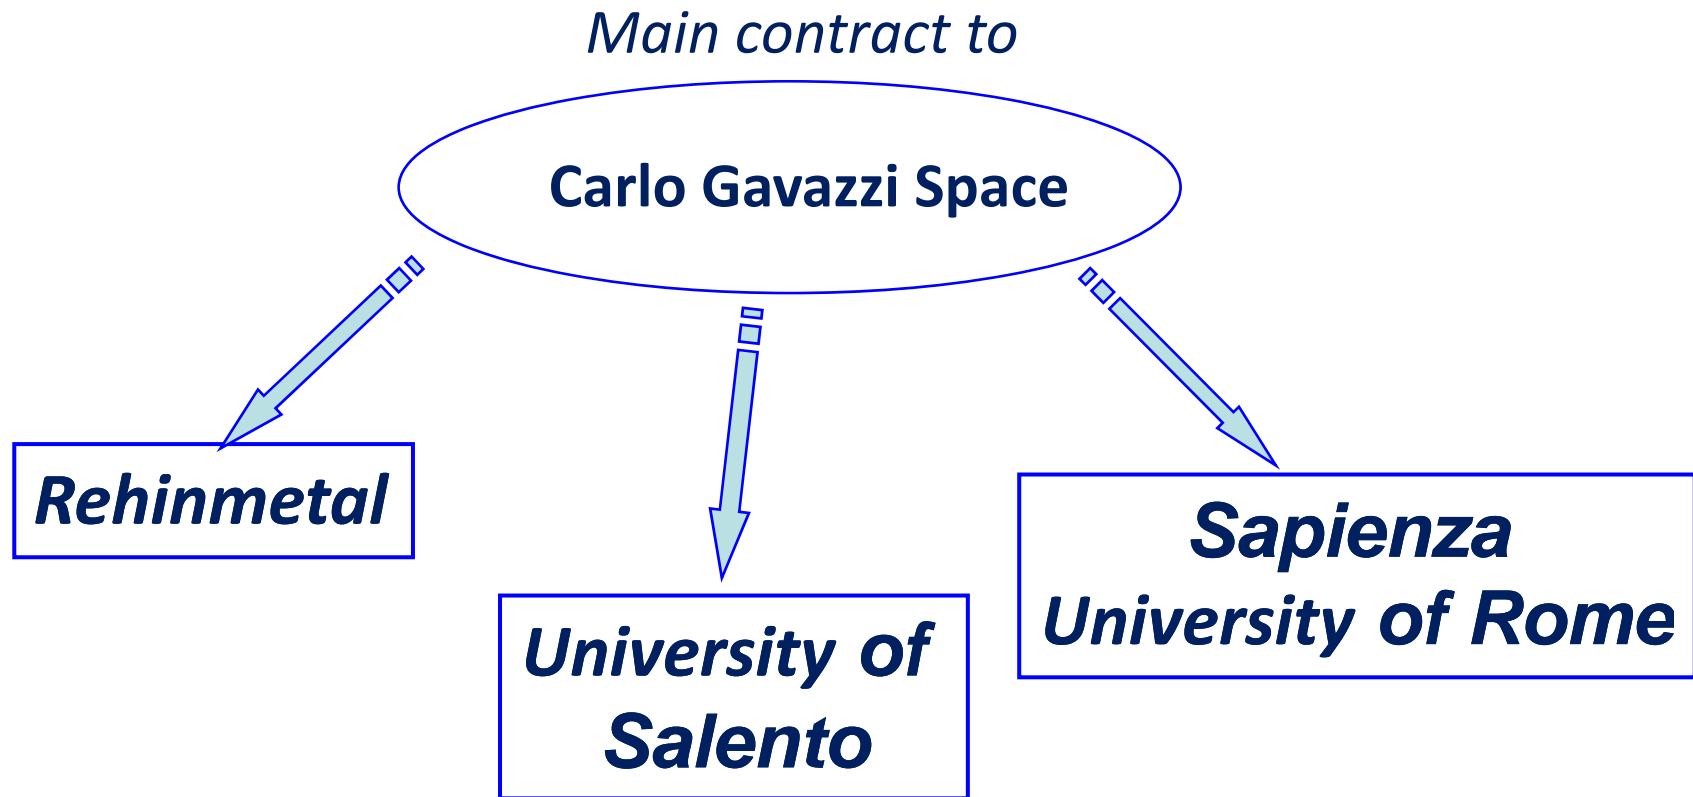 Main contract to
Carlo Gavazzi Space
Rehinmetal
Sapienza
University of Rome
University of
Salento